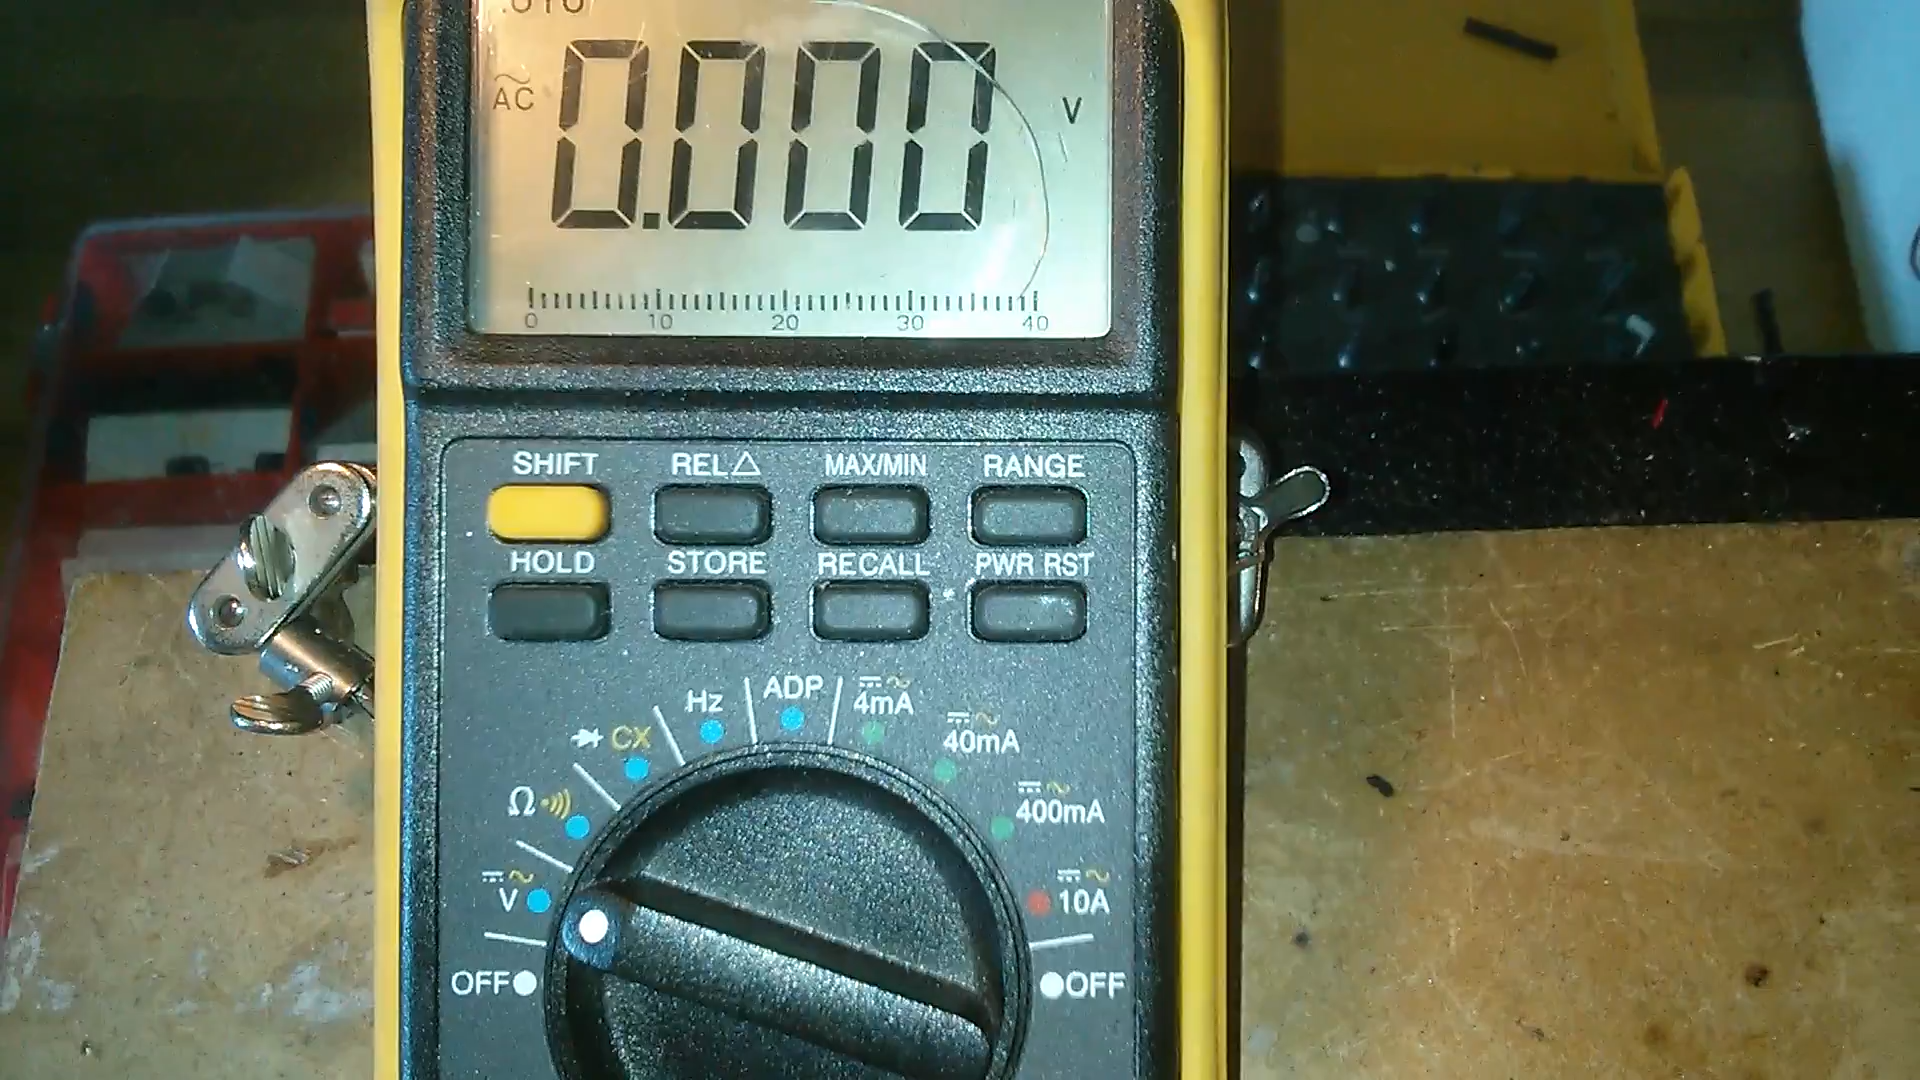 AC 0.000 V
0 10 20 30 40
SHIFT REL△ MAX/MIN RANGE
HOLD STORE RECALL PWR RST
Hz ADP 4mA
CX 40mA
Ω 400mA
V 10A
OFF OFF